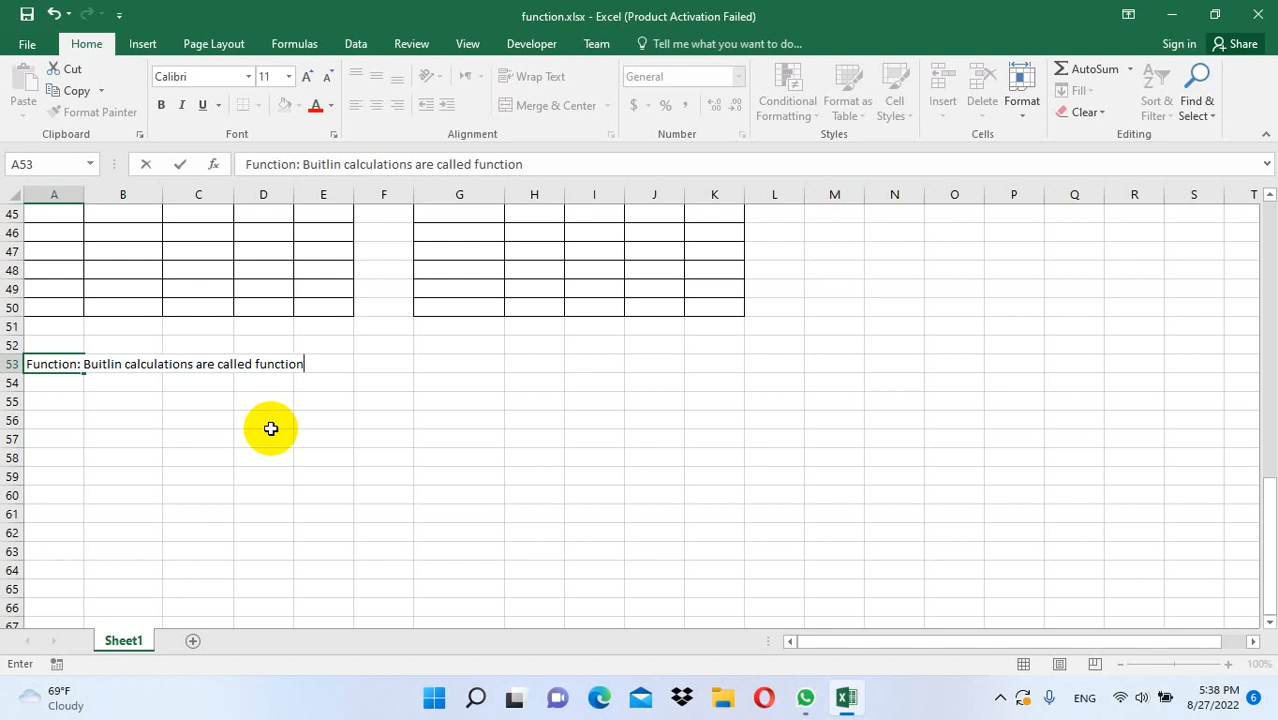 function.xlsx - Excel (Product Activation Failed)
File Home Insert Page Layout Formulas Data Review View Developer Team Tell me what you want to do... Sign in Share
Paste
Cut
Copy
Format Painter
Clipboard
Calibri 11
B I U A
Font
Wrap Text
Merge & Center
Alignment
General
$ % ,
Number
Conditional Formatting
Format as Table
Cell Styles
Styles
Insert
Delete
Format
Cells
AutoSum
Fill
Clear
Sort & Filter
Find & Select
Editing
A53 fx Function: Buitlin calculations are called function
A B C D E F G H I J K L M N O P Q R S T
45
46
47
48
49
50
51
52
53 Function: Buitlin calculations are called function
54
55
56
57
58
59
60
61
62
63
64
65
66
67
Sheet1
Enter 100%
69°F
Cloudy
ENG
5:38 PM
8/27/2022
6